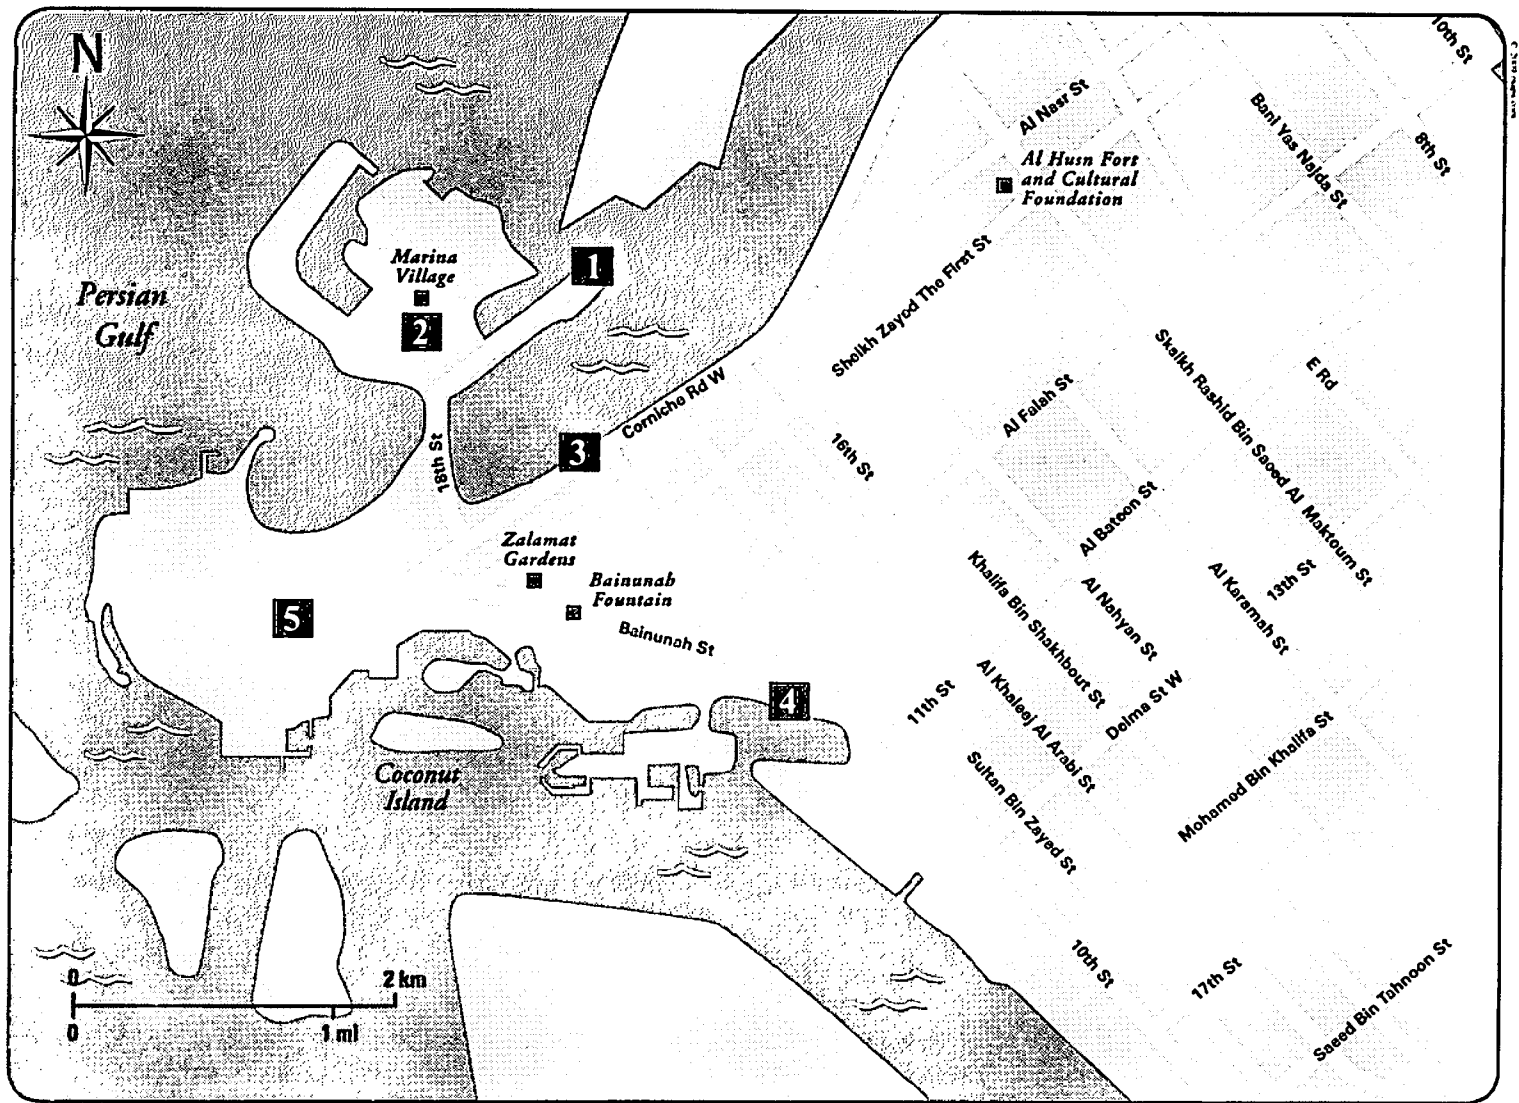 N
10th St
Al Nasr St
Bani Yas Najda St
8th St
Al Husn Fort
and Cultural
Foundation
Marina
Village
1
2
Persian
Gulf
Sheikh Zayed The First St
Skaikh Rashid Bin Saeed Al Maktoum St
E Rd
Corniche Rd W
Al Falah St
3
16th St
18th St
Al Bateen St
Zalamat
Gardens
Bainunah
Fountain
Bainunah St
5
Khalifa Bin Shakhbout St
Al Nahyan St
Al Karamah St
13th St
4
11th St
Al Khaleej Al Arabi St
Delma St W
Sultan Bin Zayed St
Mohamed Bin Khalifa St
Coconut
Island
10th St
17th St
Saeed Bin Tahnoon St
0 2 km
0 1 mi